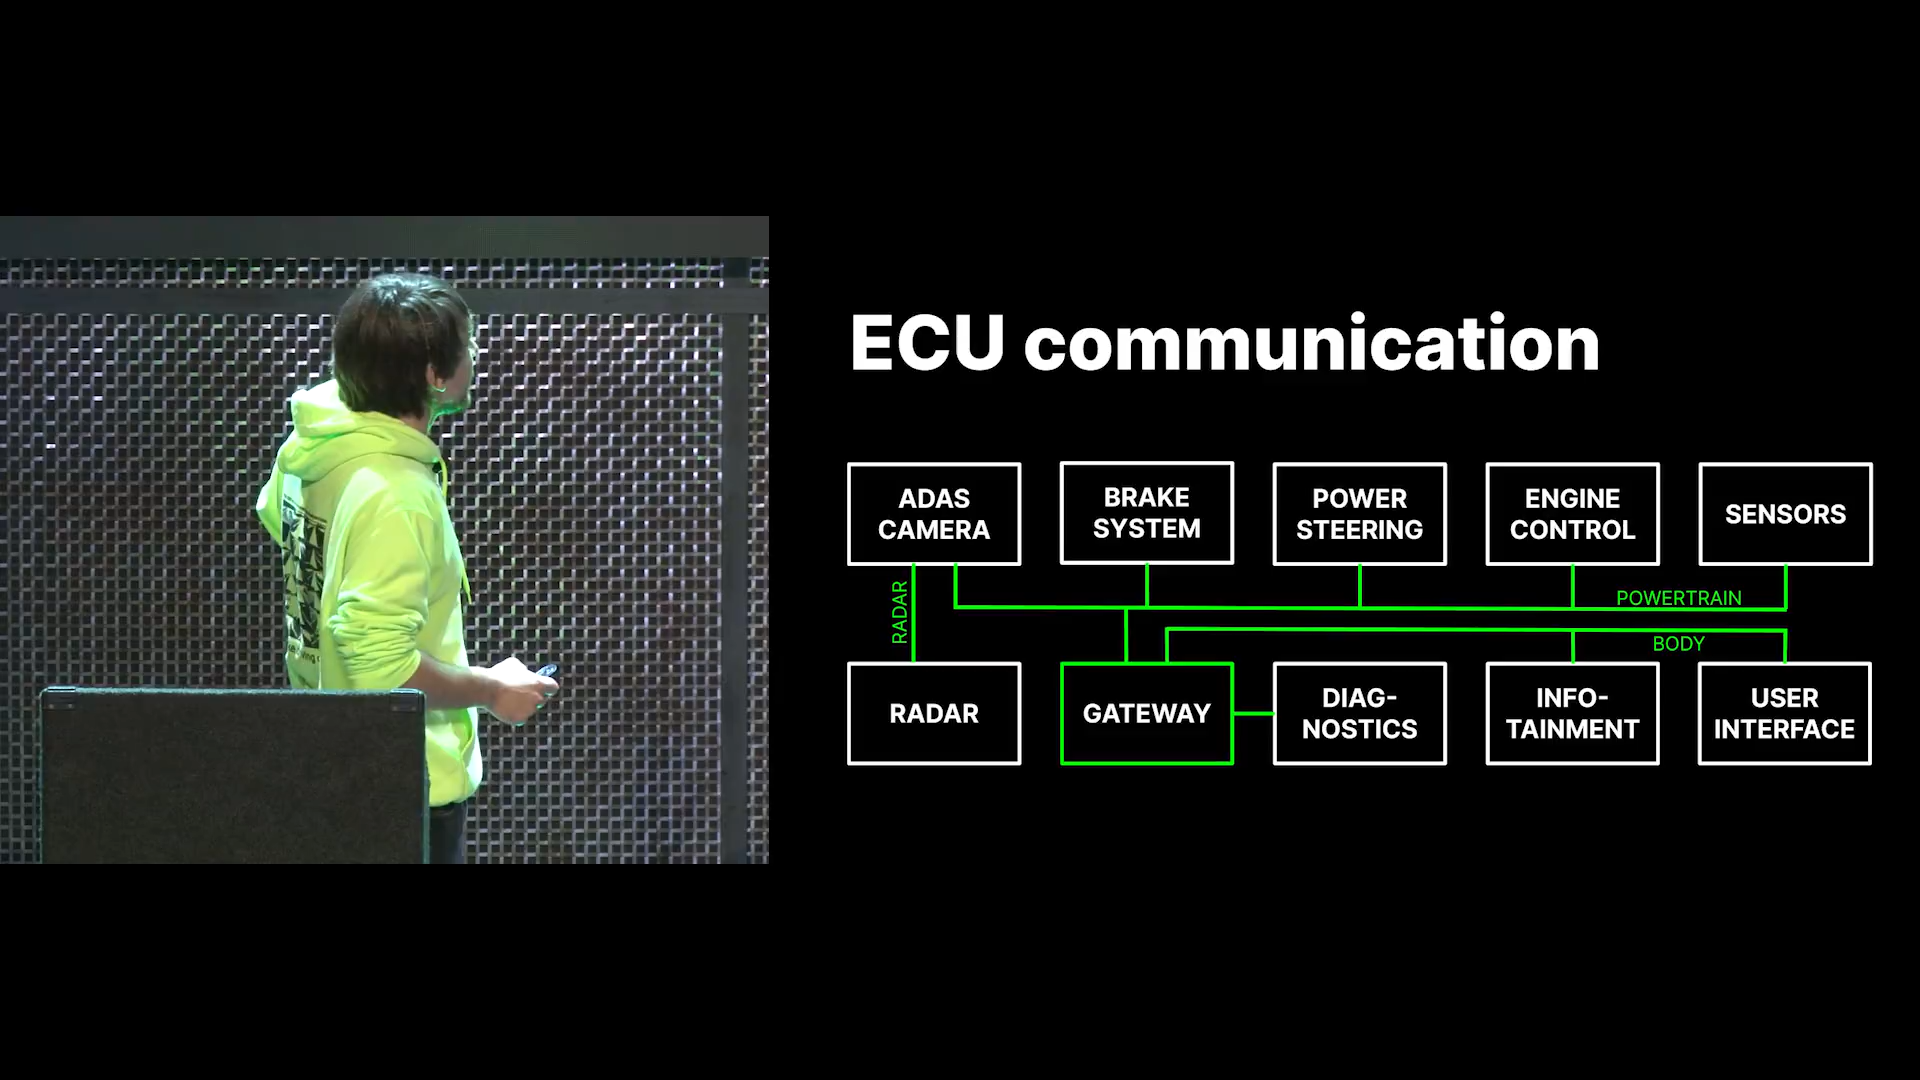 ECU communication
ADAS
CAMERA
BRAKE
SYSTEM
POWER
STEERING
ENGINE
CONTROL
SENSORS
RADAR
POWERTRAIN
BODY
RADAR
GATEWAY
DIAG-
NOSTICS
INFO-
TAINMENT
USER
INTERFACE